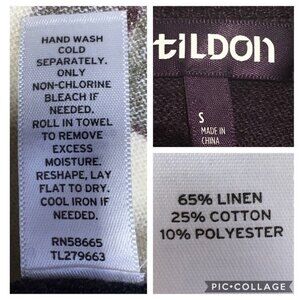 HAND WASH
COLD
SEPARATELY.
ONLY
NON-CHLORINE
BLEACH IF
NEEDED.
ROLL IN TOWEL
TO REMOVE
EXCESS
MOISTURE.
RESHAPE, LAY
FLAT TO DRY.
COOL IRON IF
NEEDED.
RN58665
TL279663
tiLDON
S
MADE IN
CHINA
65% LINEN
25% COTTON
10% POLYESTER
PIC•COLLAGE